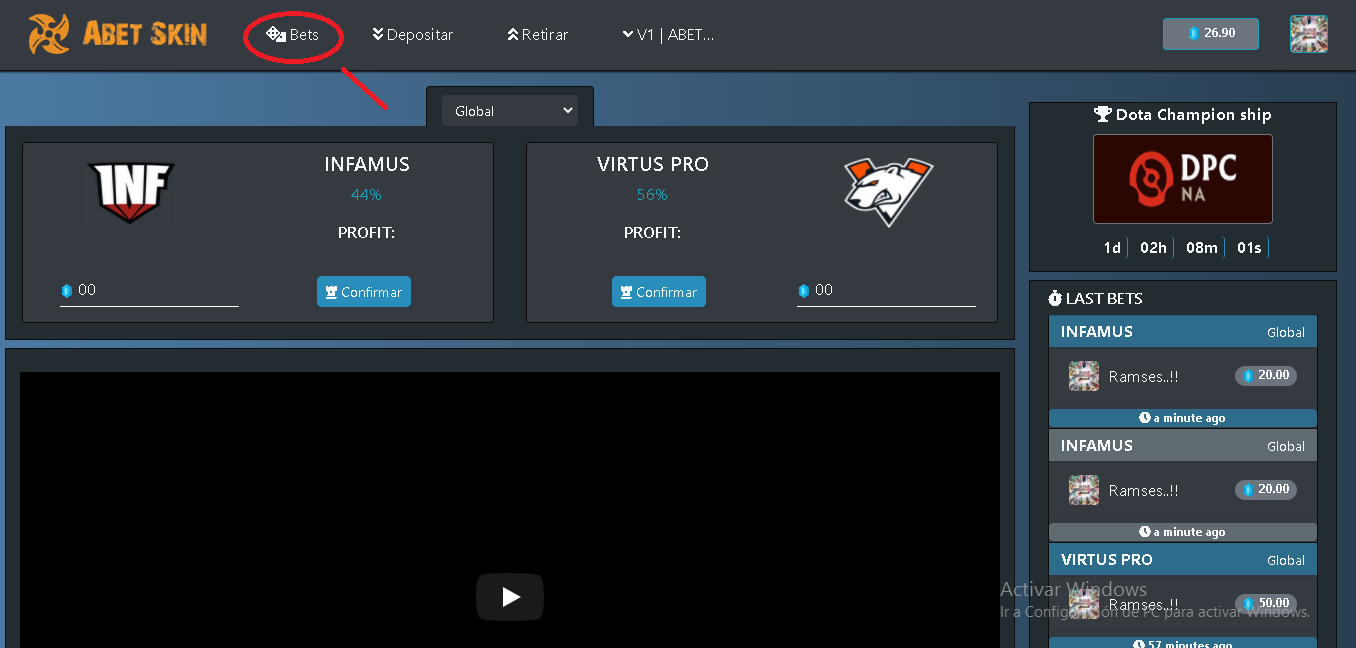 ABET SKIN
Bets
Depositar
Retirar
V1 | ABET...
26.90
Global
INFAMUS
44%
PROFIT:
00
Confirmar
VIRTUS PRO
56%
PROFIT:
Confirmar
00
INF
Dota Champion ship
DPC
NA
1d 02h 08m 01s
LAST BETS
INFAMUS Global
Ramses..!! 20.00
a minute ago
INFAMUS Global
Ramses..!! 20.00
a minute ago
VIRTUS PRO Global
Ramses..!! 50.00
57 minutes ago
Activar Windows
Ir a Configuración de PC para activar Windows.